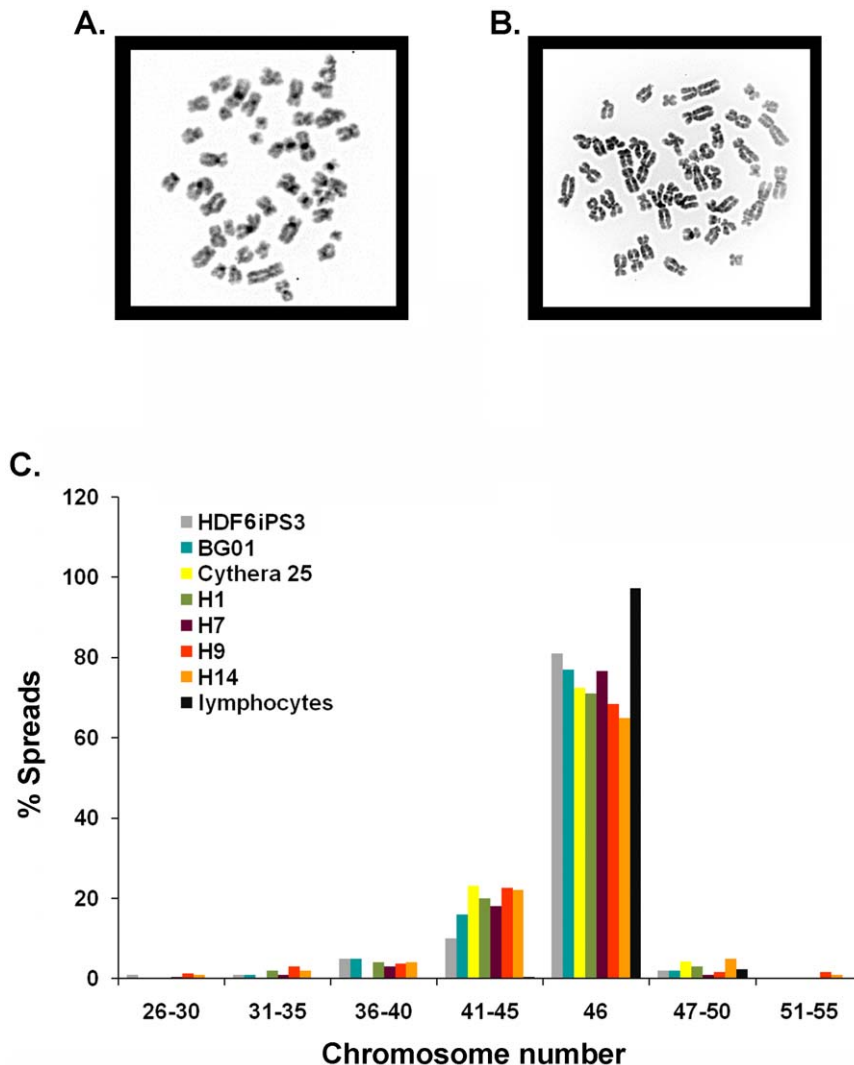 A.
B.
C.
120
100
80
60
40
20
0
% Spreads
HDF6iPS3
BG01
Cythera 25
H1
H7
H9
H14
lymphocytes
26-30 31-35 36-40 41-45 46 47-50 51-55
Chromosome number